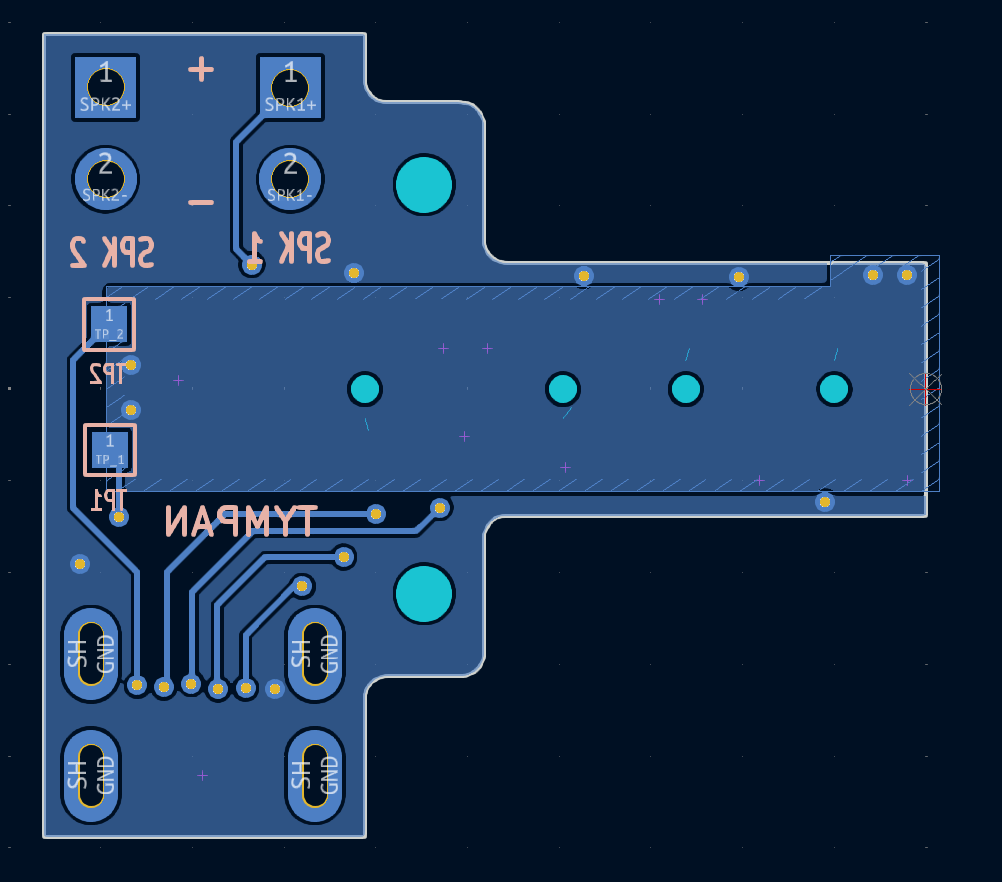 1
SPK2+
+
1
SPK1+
2
SPK2-
-
2
SPK1-
SPK 2
SPK 1
1
TP_2
TP2
1
TP_1
TP1
TYMPAN
SH
GND
SH
GND
SH
GND
SH
GND